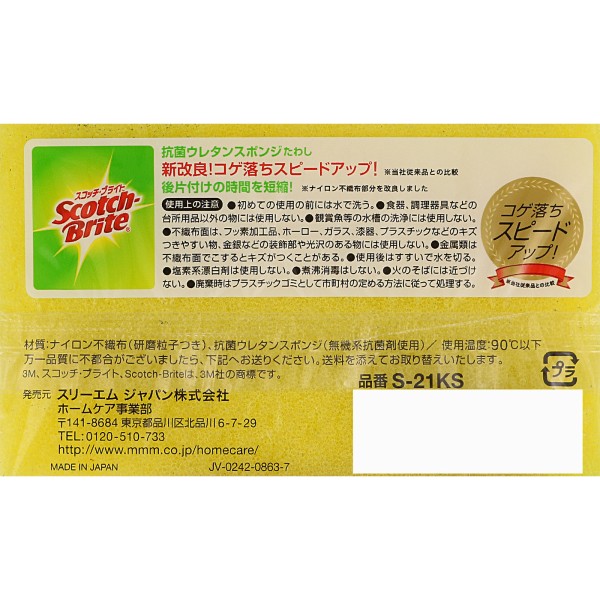 スコッチ・ブライト
Scotch-
Brite
抗菌ウレタンスポンジたわし
新改良!コゲ落ちスピードアップ! ※当社従来品との比較
後片付けの時間を短縮! ※ナイロン不織布部分を改良しました
使用上の注意 ●初めての使用の前には水で洗う。●食器、調理器具などの
台所用品以外の物には使用しない。●観賞魚等の水槽の洗浄には使用しない。
●不織布面は、フッ素加工品、ホーロー、ガラス、漆器、プラスチックなどのキズ
つきやすい物、金銀などの装飾部や光沢のある物には使用しない。●金属類は
不織布面でこするとキズがつくことがある。●使用後はすすいで水を切る。
●塩素系漂白剤は使用しない。●煮沸消毒はしない。●火のそばには近づけ
ない。●廃棄時はプラスチックゴミとして市町村の定める方法に従って処理する。
コゲ落ち
スピード
アップ!
※当社従来品との比較
材質:ナイロン不織布(研磨粒子つき)、抗菌ウレタンスポンジ(無機系抗菌剤使用)/使用温度:90℃以下
万一品質に不都合がございましたら、下記へお送りください。送料を添えてお取り替えいたします。
3M、スコッチ・ブライト、Scotch-Briteは、3M社の商標です。
プラ
品番 S-21KS
発売元 スリーエム ジャパン株式会社
ホームケア事業部
〒141-8684 東京都品川区北品川6-7-29
TEL:0120-510-733
http://www.mmm.co.jp/homecare/
MADE IN JAPAN JV-0242-0863-7